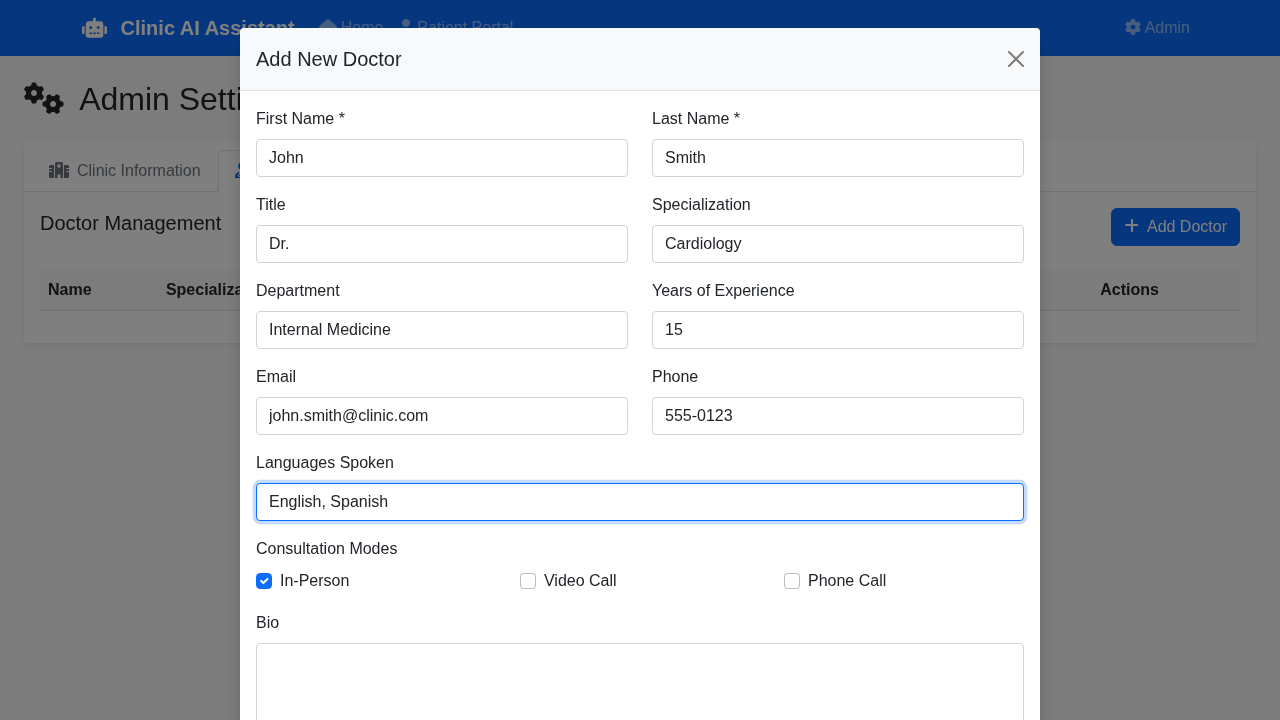 Clinic AI Assistant Home Patient Portal Admin
Add New Doctor
Admin Setti
First Name * Last Name *
John Smith
Clinic Information
Title Specialization
Doctor Management Add Doctor
Dr. Cardiology
Name Specializa Actions
Department Years of Experience
Internal Medicine 15
Email Phone
john.smith@clinic.com 555-0123
Languages Spoken
English, Spanish
Consultation Modes
In-Person Video Call Phone Call
Bio